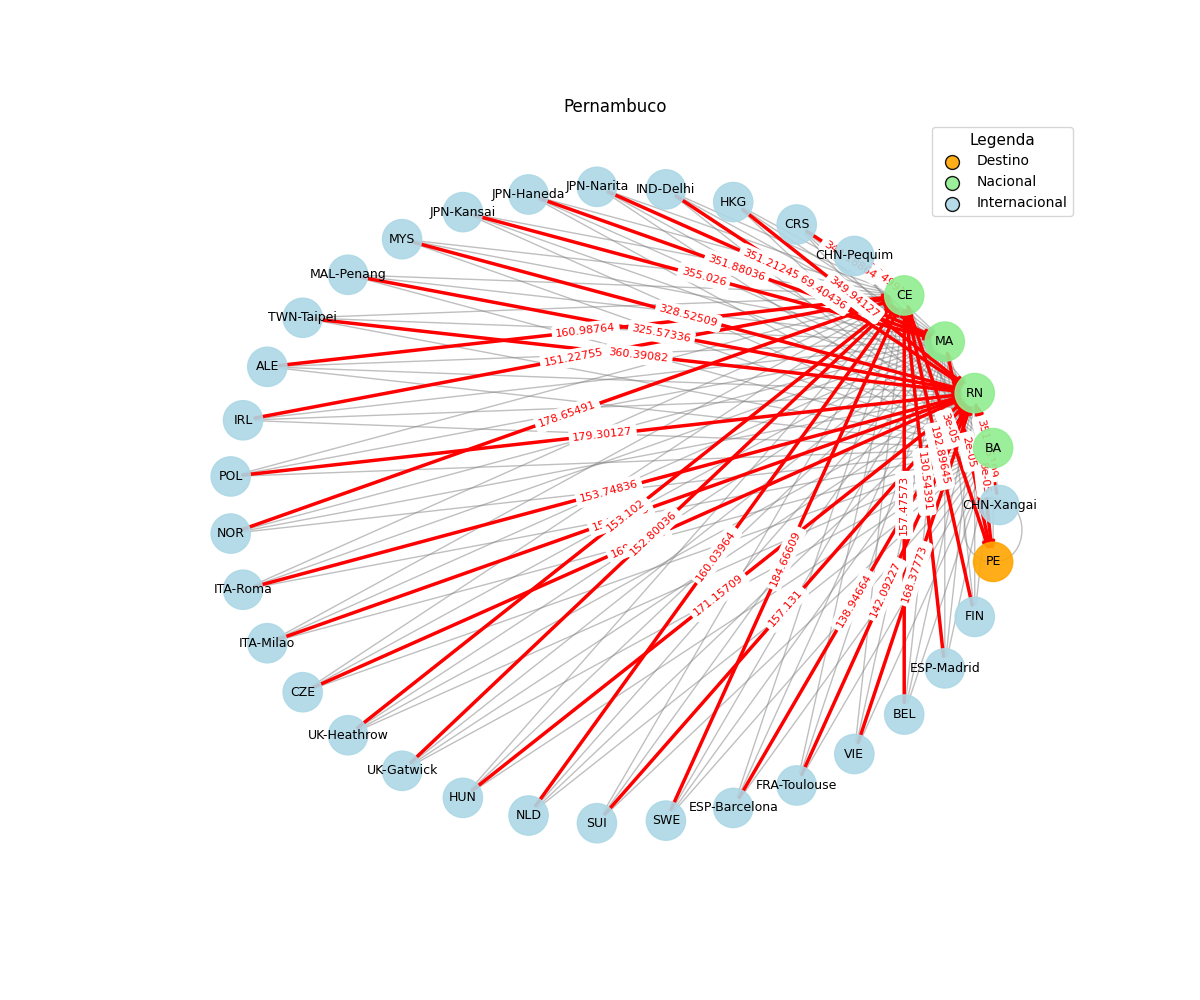 Pernambuco
Legenda
Destino
Nacional
Internacional
JPN-Narita
IND-Delhi
JPN-Haneda
HKG
JPN-Kansai
CRS
MYS
CHN-Pequim
MAL-Penang
CE
TWN-Taipei
MA
ALE
RN
IRL
BA
POL
CHN-Xangai
NOR
PE
ITA-Roma
FIN
ITA-Milao
ESP-Madrid
CZE
BEL
UK-Heathrow
VIE
UK-Gatwick
FRA-Toulouse
HUN
ESP-Barcelona
NLD
SWE
SUI
351.21245
351.88036
355.026
69.40436
349.94127
328.52509
325.57336
160.98764
360.39082
151.22755
178.65491
179.30127
153.74836
153.102
152.80036
160.03964
171.15709
184.66609
157.131
138.94664
142.09227
168.37773
157.47573
130.54391
192.89645
3e-05
2e-05